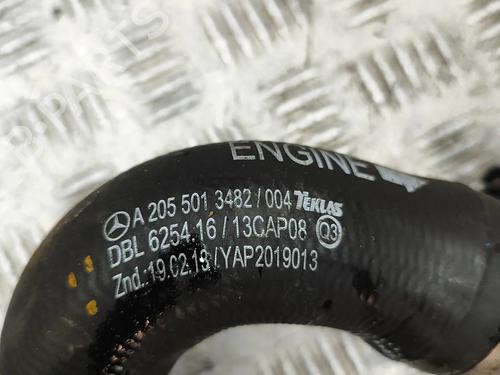 ENGINE
A 205 501 3482 / 004 TEKLAS
DBL 6254 16 / 13CAP08 Q3
Znd.:19.02.18/YAP2019013